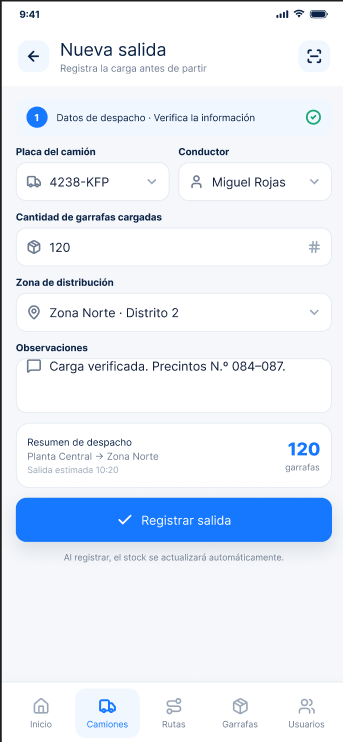 9:41
Nueva salida
Registra la carga antes de partir
1 Datos de despacho · Verifica la información
Placa del camión
Conductor
4238-KFP
Miguel Rojas
Cantidad de garrafas cargadas
120 #
Zona de distribución
Zona Norte · Distrito 2
Observaciones
Carga verificada. Precintos N.º 084–087.
Resumen de despacho
Planta Central → Zona Norte
Salida estimada 10:20
120
garrafas
Registrar salida
Al registrar, el stock se actualizará automáticamente.
Inicio
Camiones
Rutas
Garrafas
Usuarios